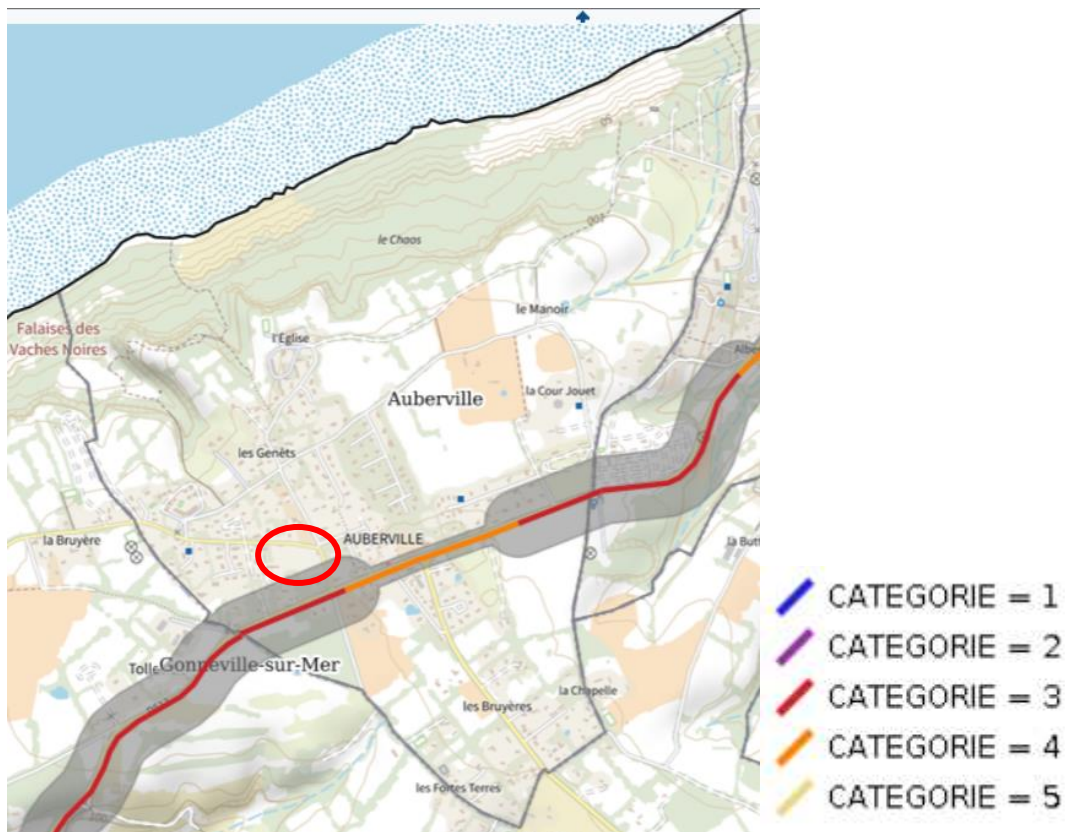 le Chaos
le Manoir
Falaises des
Vaches Noires
l'Église
Auberville
la Cour Jouet
les Genêts
AUBERVILLE
la Bruyère
Gonneville-sur-Mer
la Chapelle
les Bruyères
les Fortes Terres
CATEGORIE = 1
CATEGORIE = 2
CATEGORIE = 3
CATEGORIE = 4
CATEGORIE = 5